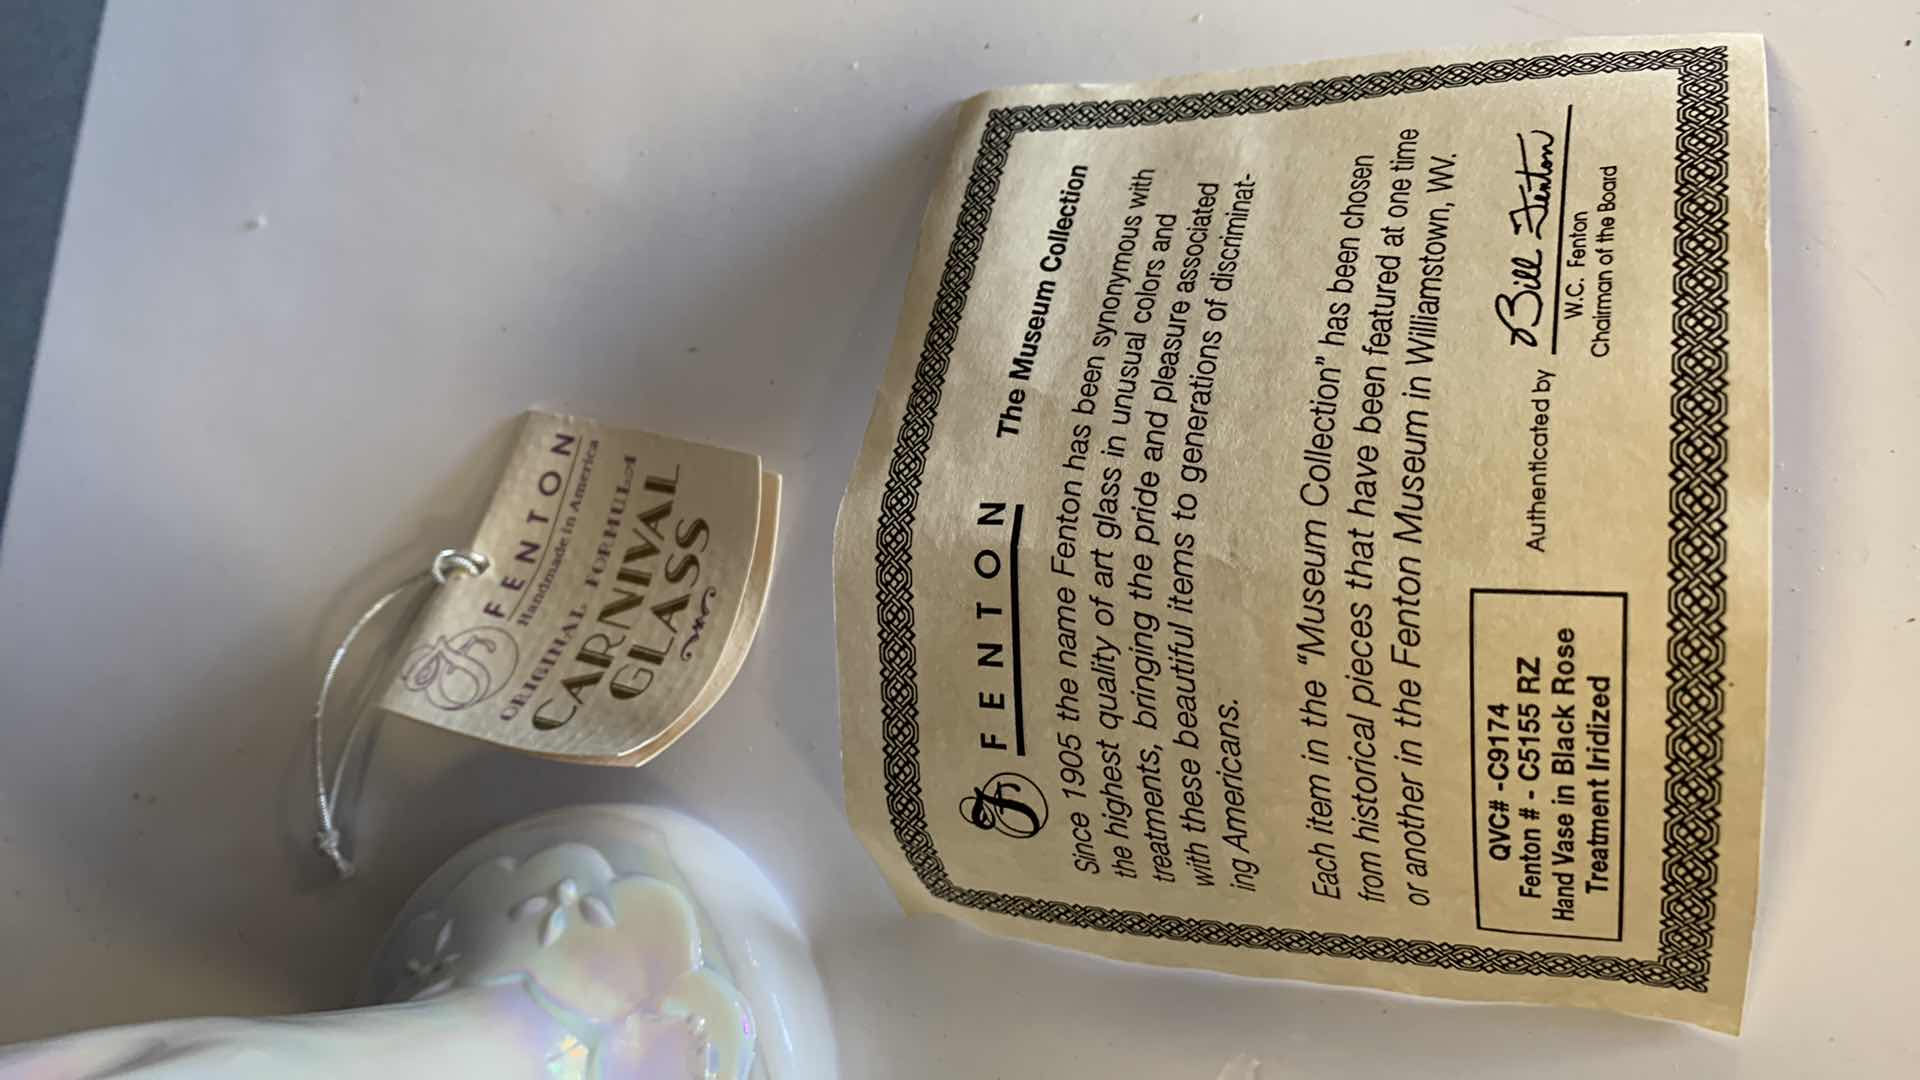 FENTON
Handmade in America
ORIGINAL FORMULA
CARNIVAL
GLASS
FENTON The Museum Collection
Since 1905 the name Fenton has been synonymous with
the highest quality of art glass in unusual colors and
treatments, bringing the pride and pleasure associated
with these beautiful items to generations of discriminat-
ing Americans.
Each item in the “Museum Collection” has been chosen
from historical pieces that have been featured at one time
or another in the Fenton Museum in Williamstown, WV.
QVC# -C9174
Fenton # - C5155 RZ
Hand Vase in Black Rose
Treatment Iridized
Authenticated by Bill Fenton
W.C. Fenton
Chairman of the Board